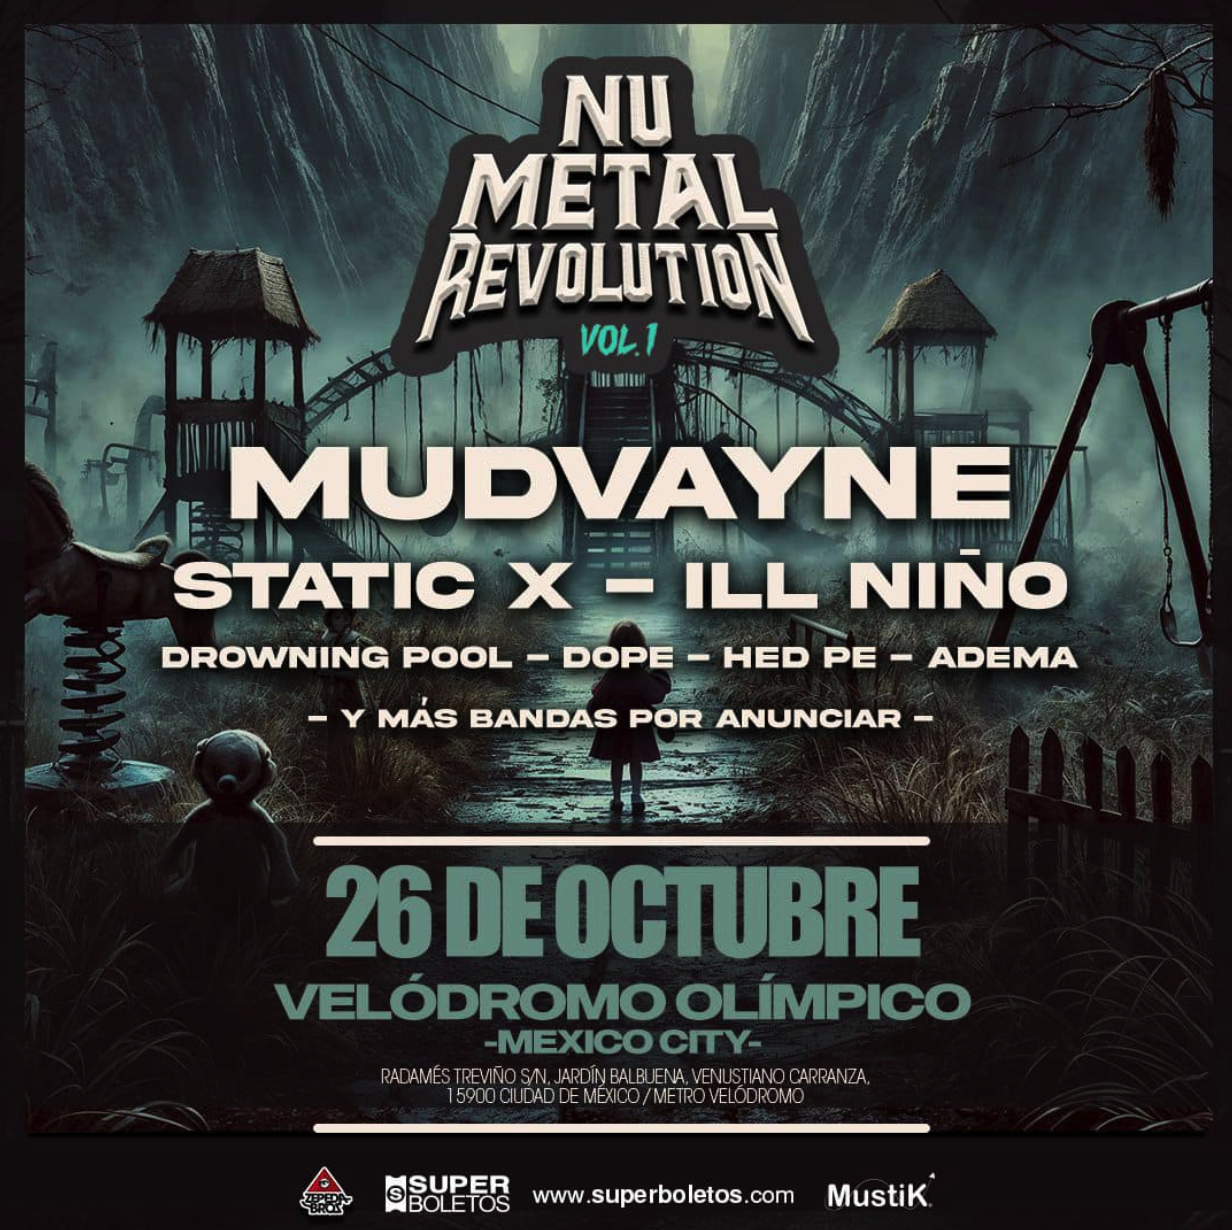 NU
METAL
REVOLUTION
VOL.1
MUDVAYNE
STATIC X – ILL NIÑO
DROWNING POOL – DOPE – HED PE – ADEMA
– Y MÁS BANDAS POR ANUNCIAR –
26 DE OCTUBRE
VELÓDROMO OLÍMPICO
-MEXICO CITY-
RADAMÉS TREVIÑO S/N, JARDÍN BALBUENA, VENUSTIANO CARRANZA,
15900 CIUDAD DE MÉXICO / METRO VELÓDROMO
ZEPEDA
BROS
SUPER
BOLETOS
www.superboletos.com
MustiK